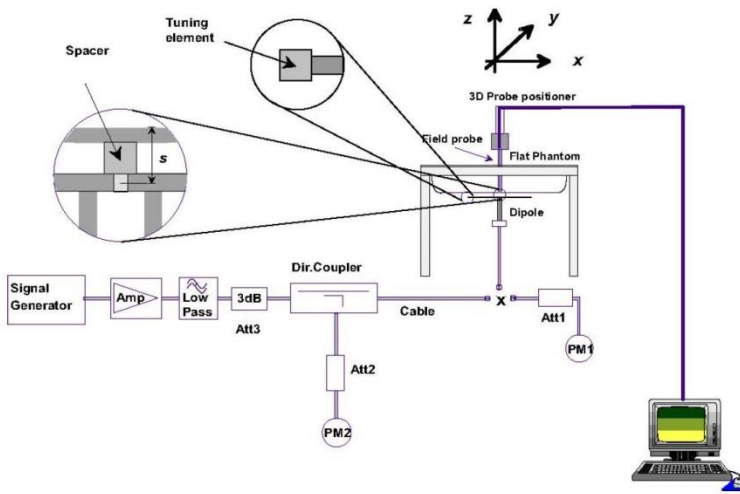 Tuning
element
Spacer
s
z
y
x
3D Probe positioner
Field probe
Flat Phantom
Dipole
Signal
Generator
Amp
Low
Pass
3dB
Att3
Dir.Coupler
Cable
x
Att1
PM1
Att2
PM2